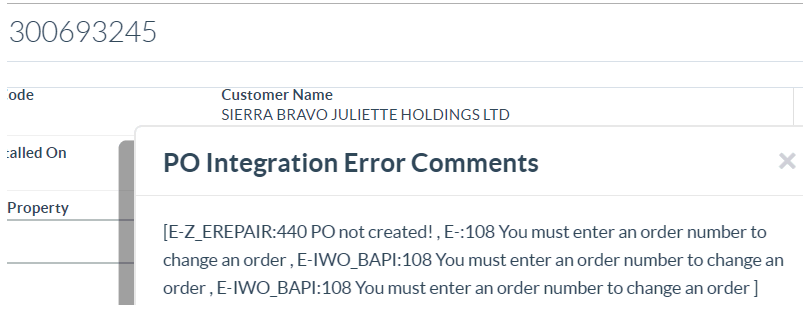 300693245
ode
Customer Name
SIERRA BRAVO JULIETTE HOLDINGS LTD
alled On
Property
PO Integration Error Comments
×
[E-Z_EREPAIR:440 PO not created! , E-:108 You must enter an order number to
change an order , E-IWO_BAPI:108 You must enter an order number to change an
order , E-IWO_BAPI:108 You must enter an order number to change an order ]